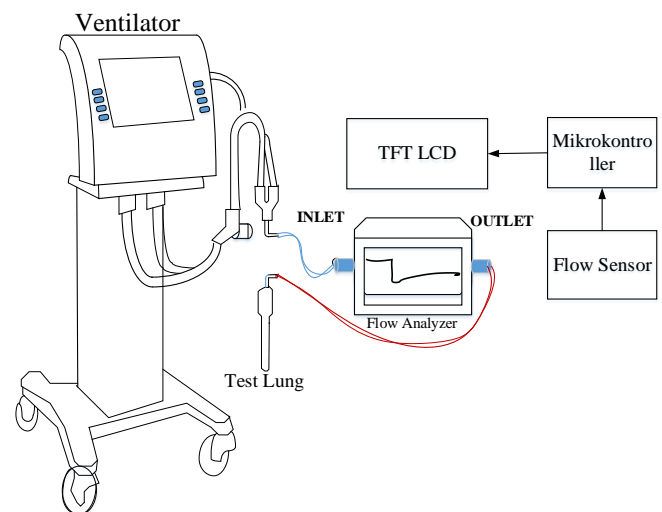 Ventilator
TFT LCD
Mikrokontro
ller
INLET
OUTLET
Flow Sensor
Flow Analyzer
Test Lung